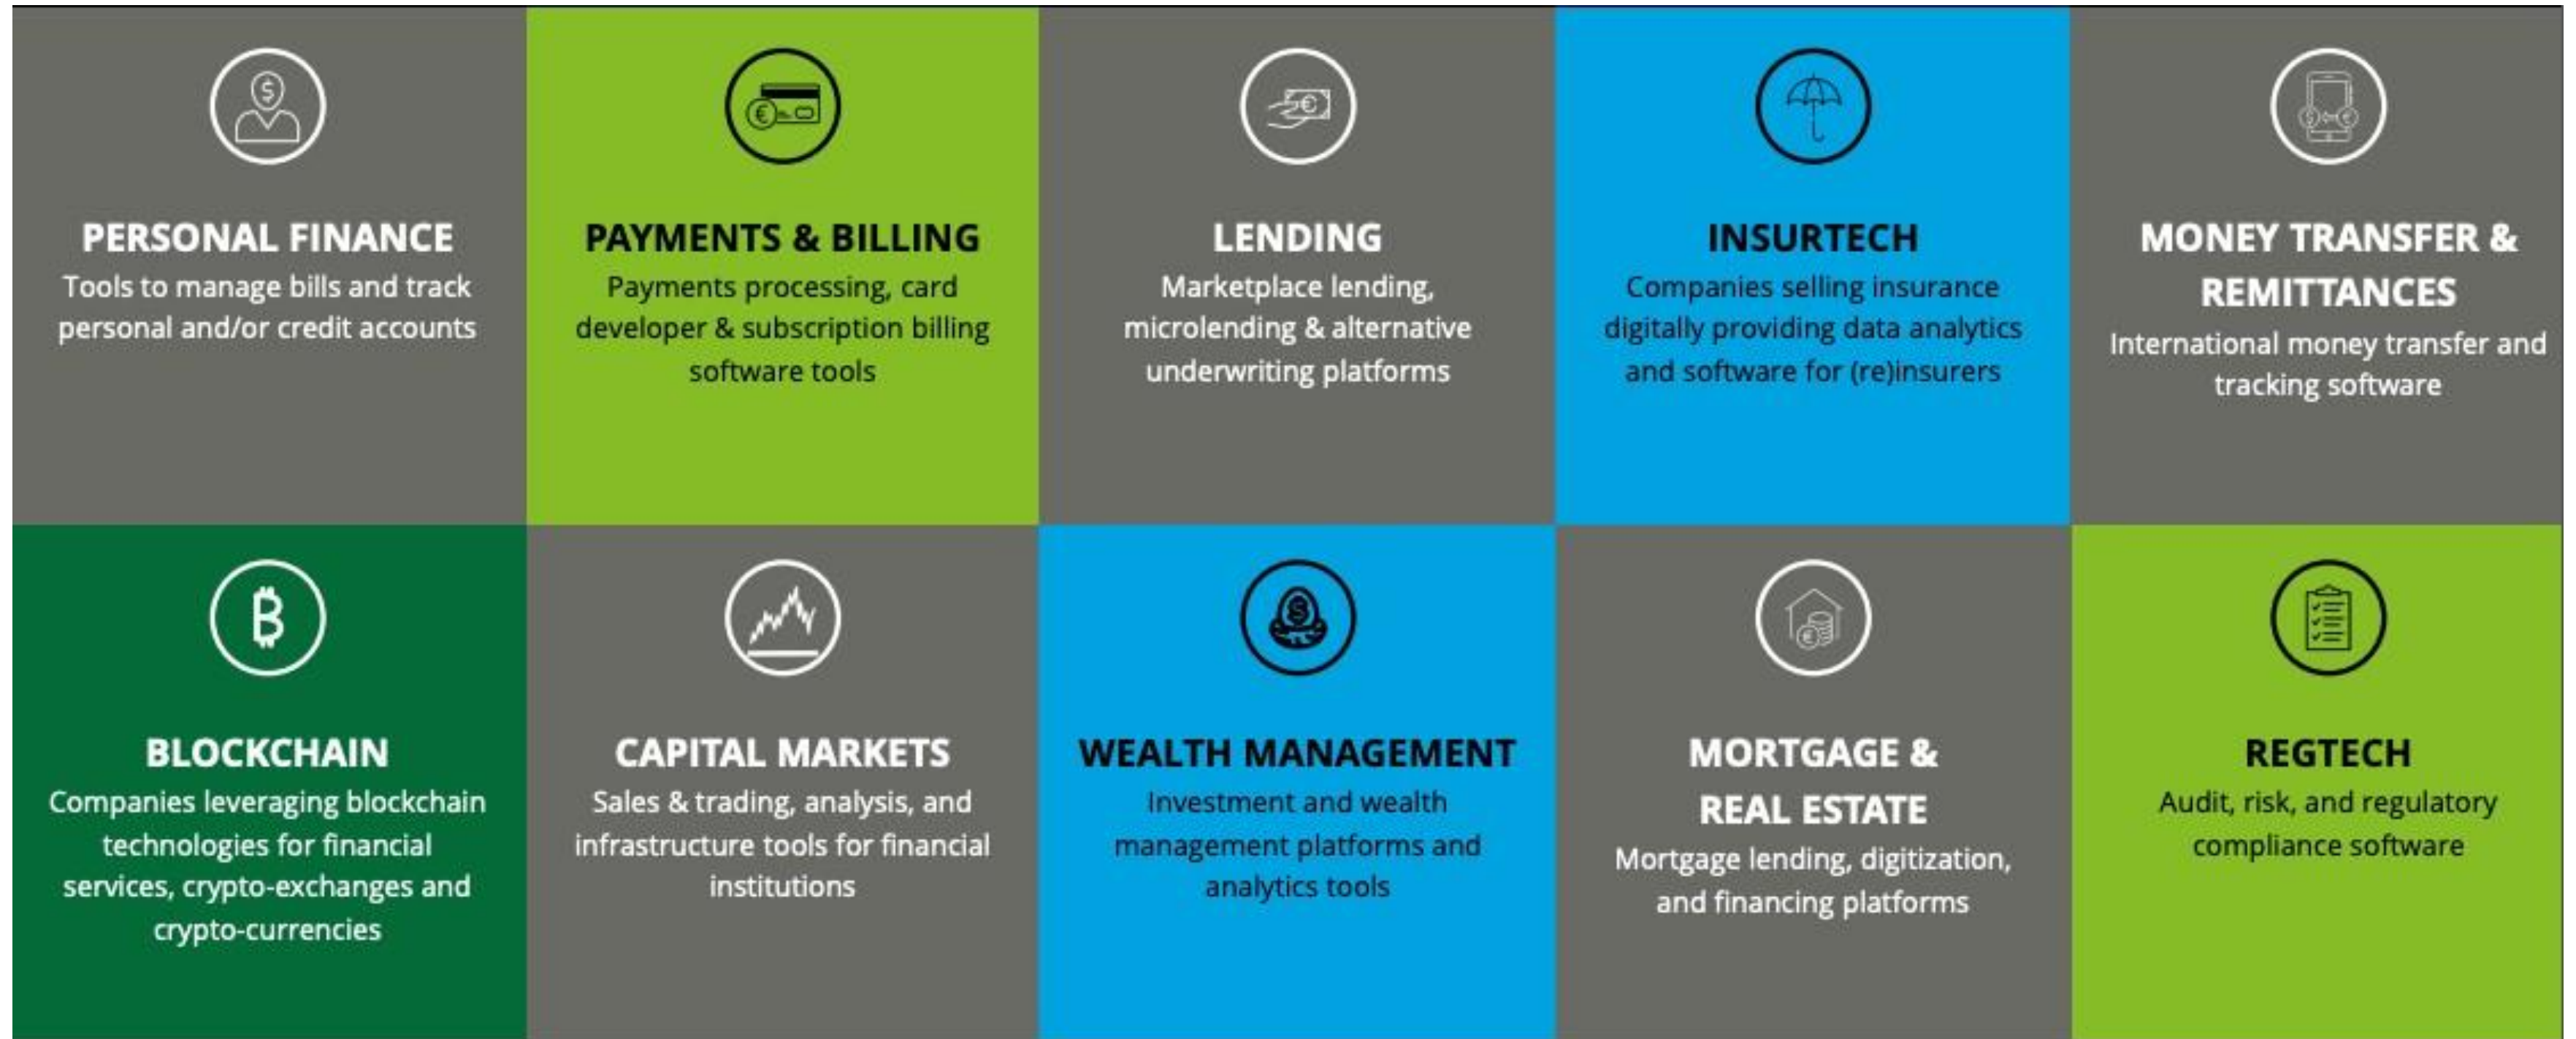 PERSONAL FINANCE
Tools to manage bills and track
personal and/or credit accounts
PAYMENTS & BILLING
Payments processing, card
developer & subscription billing
software tools
LENDING
Marketplace lending,
microlending & alternative
underwriting platforms
INSURTECH
Companies selling insurance
digitally providing data analytics
and software for (re)insurers
MONEY TRANSFER &
REMITTANCES
International money transfer and
tracking software
BLOCKCHAIN
Companies leveraging blockchain
technologies for financial
services, crypto-exchanges and
crypto-currencies
CAPITAL MARKETS
Sales & trading, analysis, and
infrastructure tools for financial
institutions
WEALTH MANAGEMENT
Investment and wealth
management platforms and
analytics tools
MORTGAGE &
REAL ESTATE
Mortgage lending, digitization,
and financing platforms
REGTECH
Audit, risk, and regulatory
compliance software